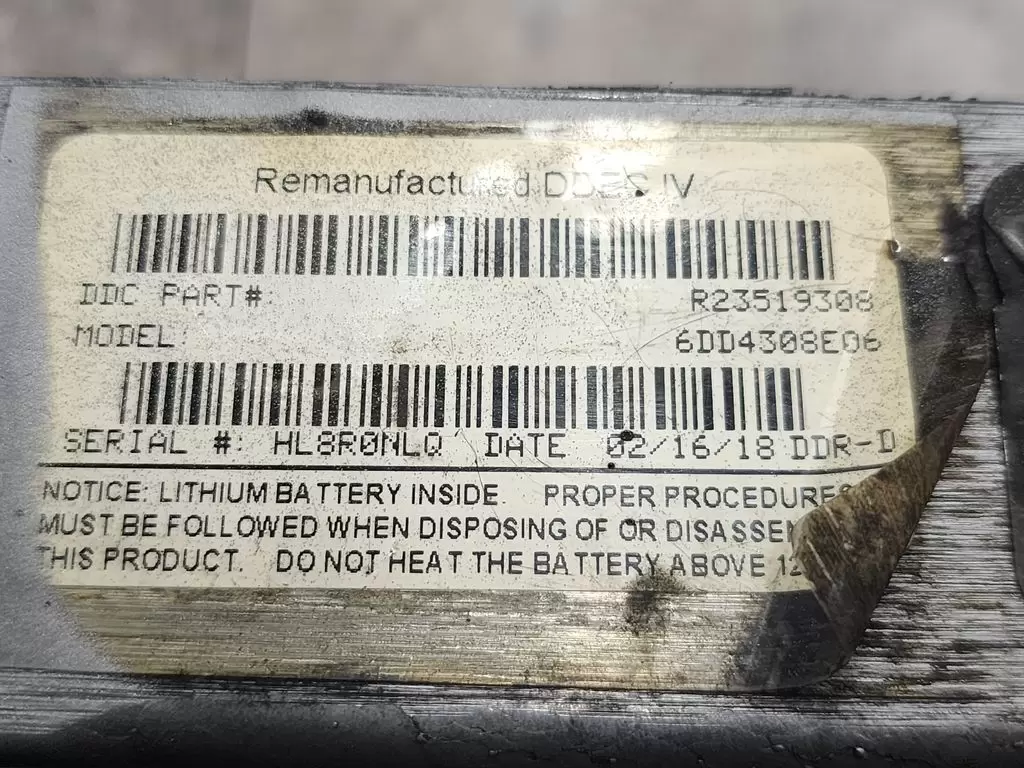 Remanufactured DDEC IV
DDC PART#: R23519308
MODEL: 6DD4308E06
SERIAL #: HL8R0NLQ DATE 02/16/18 DDR-D
NOTICE: LITHIUM BATTERY INSIDE. PROPER PROCEDURES
MUST BE FOLLOWED WHEN DISPOSING OF OR DISASSEM
THIS PRODUCT. DO NOT HEAT THE BATTERY ABOVE